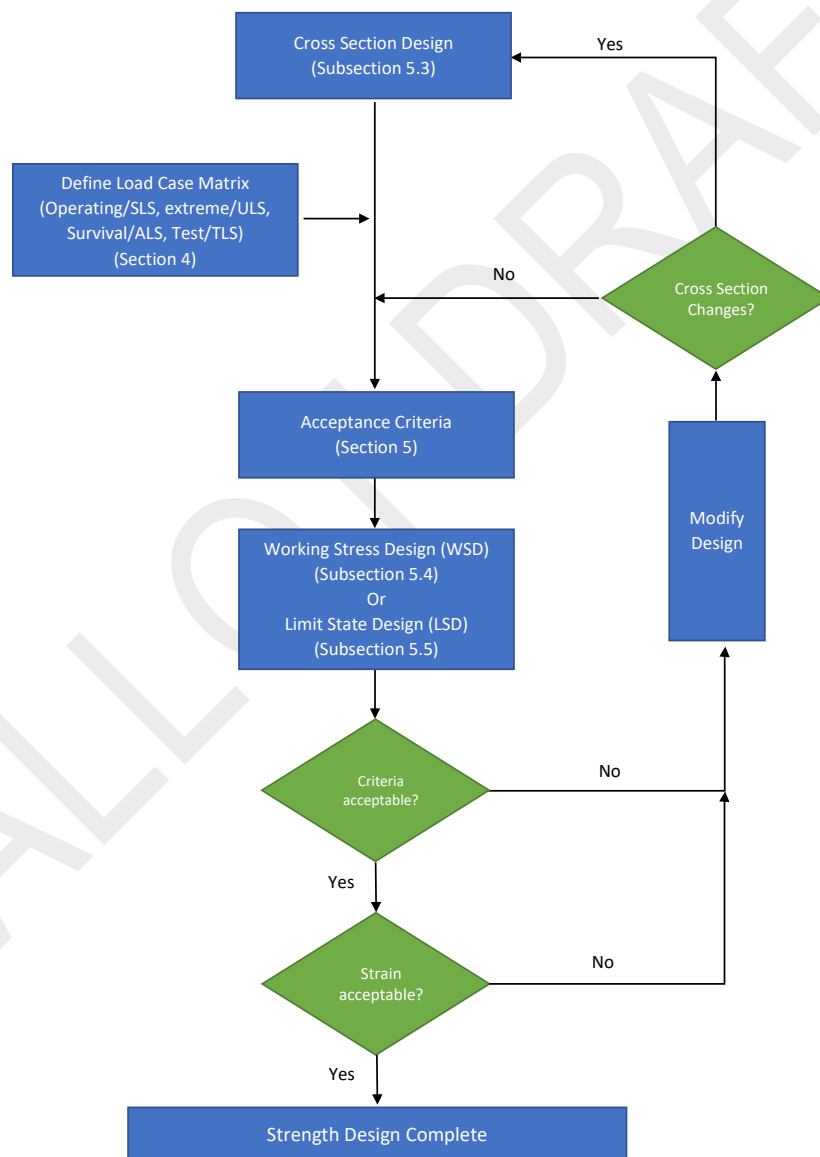 Cross Section Design
(Subsection 5.3)
Yes
Define Load Case Matrix
(Operating/SLS, extreme/ULS,
Survival/ALS, Test/TLS)
(Section 4)
No
Cross Section
Changes?
Acceptance Criteria
(Section 5)
Modify
Design
Working Stress Design (WSD)
(Subsection 5.4)
Or
Limit State Design (LSD)
(Subsection 5.5)
Criteria
acceptable?
No
Yes
Strain
acceptable?
No
Yes
Strength Design Complete